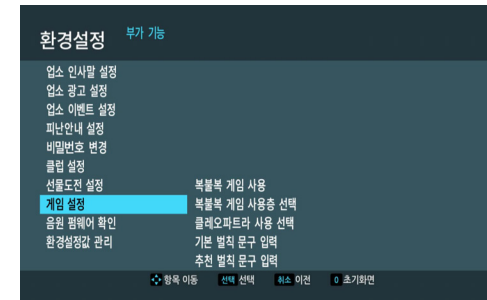 환경설정 부가 기능
업소 인사말 설정
업소 광고 설정
업소 이벤트 설정
피난안내 설정
비밀번호 변경
클럽 설정
선물도전 설정 복불복 게임 사용
게임 설정 복불복 게임 사용층 선택
음원 펌웨어 확인 클레오파트라 사용 선택
환경설정값 관리 기본 벌칙 문구 입력
추천 벌칙 문구 입력
항목 이동 선택 선택 취소 이전 0 초기화면